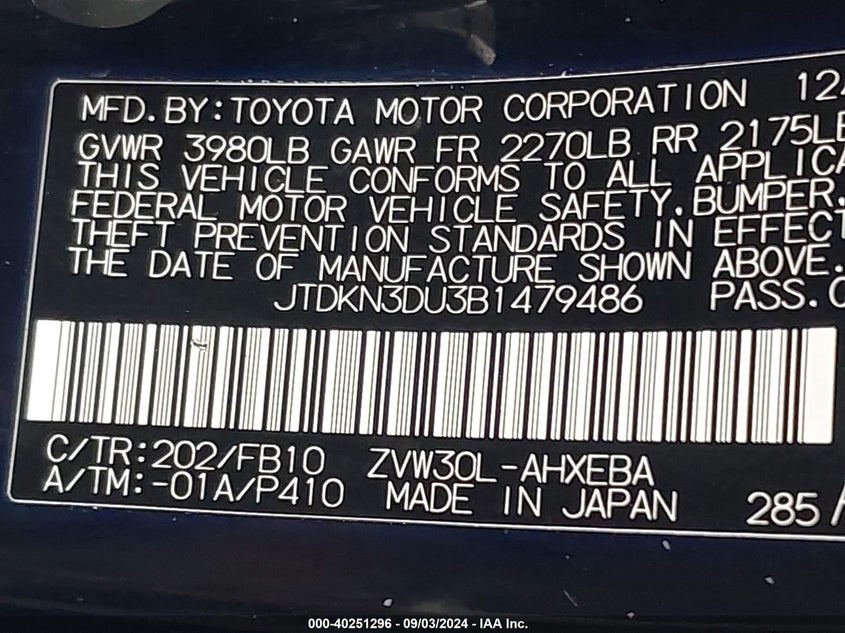 MFD. BY: TOYOTA MOTOR CORPORATION 12
GVWR 3980LB GAWR FR 2270LB RR 2175LB
THIS VEHICLE CONFORMS TO ALL APPLICA
FEDERAL MOTOR VEHICLE SAFETY, BUMPER,
THEFT PREVENTION STANDARDS IN EFFECT
THE DATE OF MANUFACTURE SHOWN ABOVE.
JTDKN3DU3B1479486 PASS. C
C/TR: 202/FB10 ZVW30L-AHXEBA
A/TM: -01A/P410 MADE IN JAPAN 285/
000-40251296 - 09/03/2024 - IAA Inc.